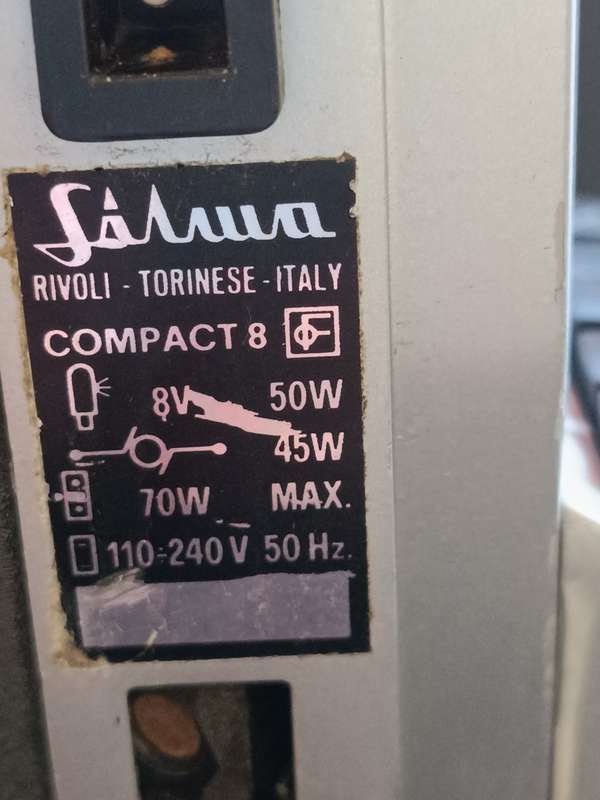 Silma
RIVOLI - TORINESE - ITALY
COMPACT 8
8V 50W
45W
70W MAX.
110÷240 V 50 Hz.